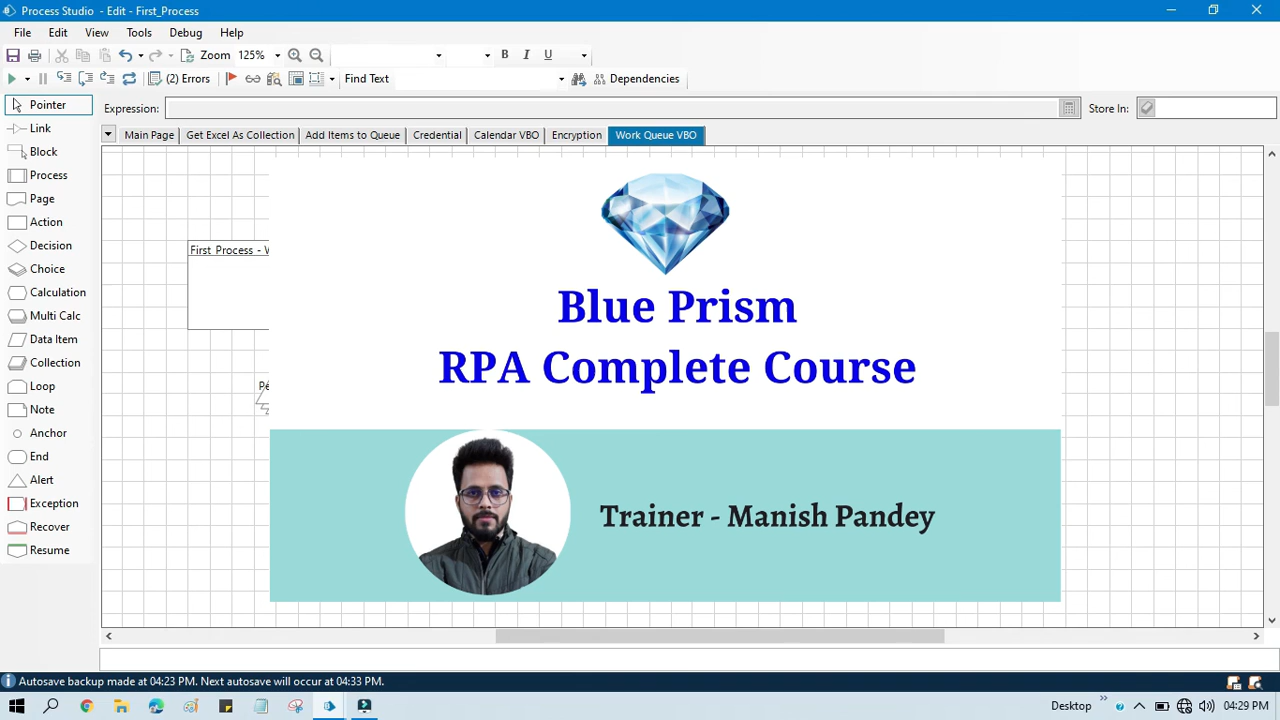 Process Studio - Edit - First_Process
File Edit View Tools Debug Help
Zoom 125% B I U
(2) Errors Find Text Dependencies
Pointer
Expression: Store In:
Link
Main Page Get Excel As Collection Add Items to Queue Credential Calendar VBO Encryption Work Queue VBO
Block
Process
Page
Action
Decision
First Process - W
Choice
Calculation
Multi Calc
Data Item
Collection
Loop
Note
Anchor
End
Alert
Exception
Recover
Resume
Blue Prism
RPA Complete Course
Trainer - Manish Pandey
Autosave backup made at 04:23 PM. Next autosave will occur at 04:33 PM.
Desktop 04:29 PM